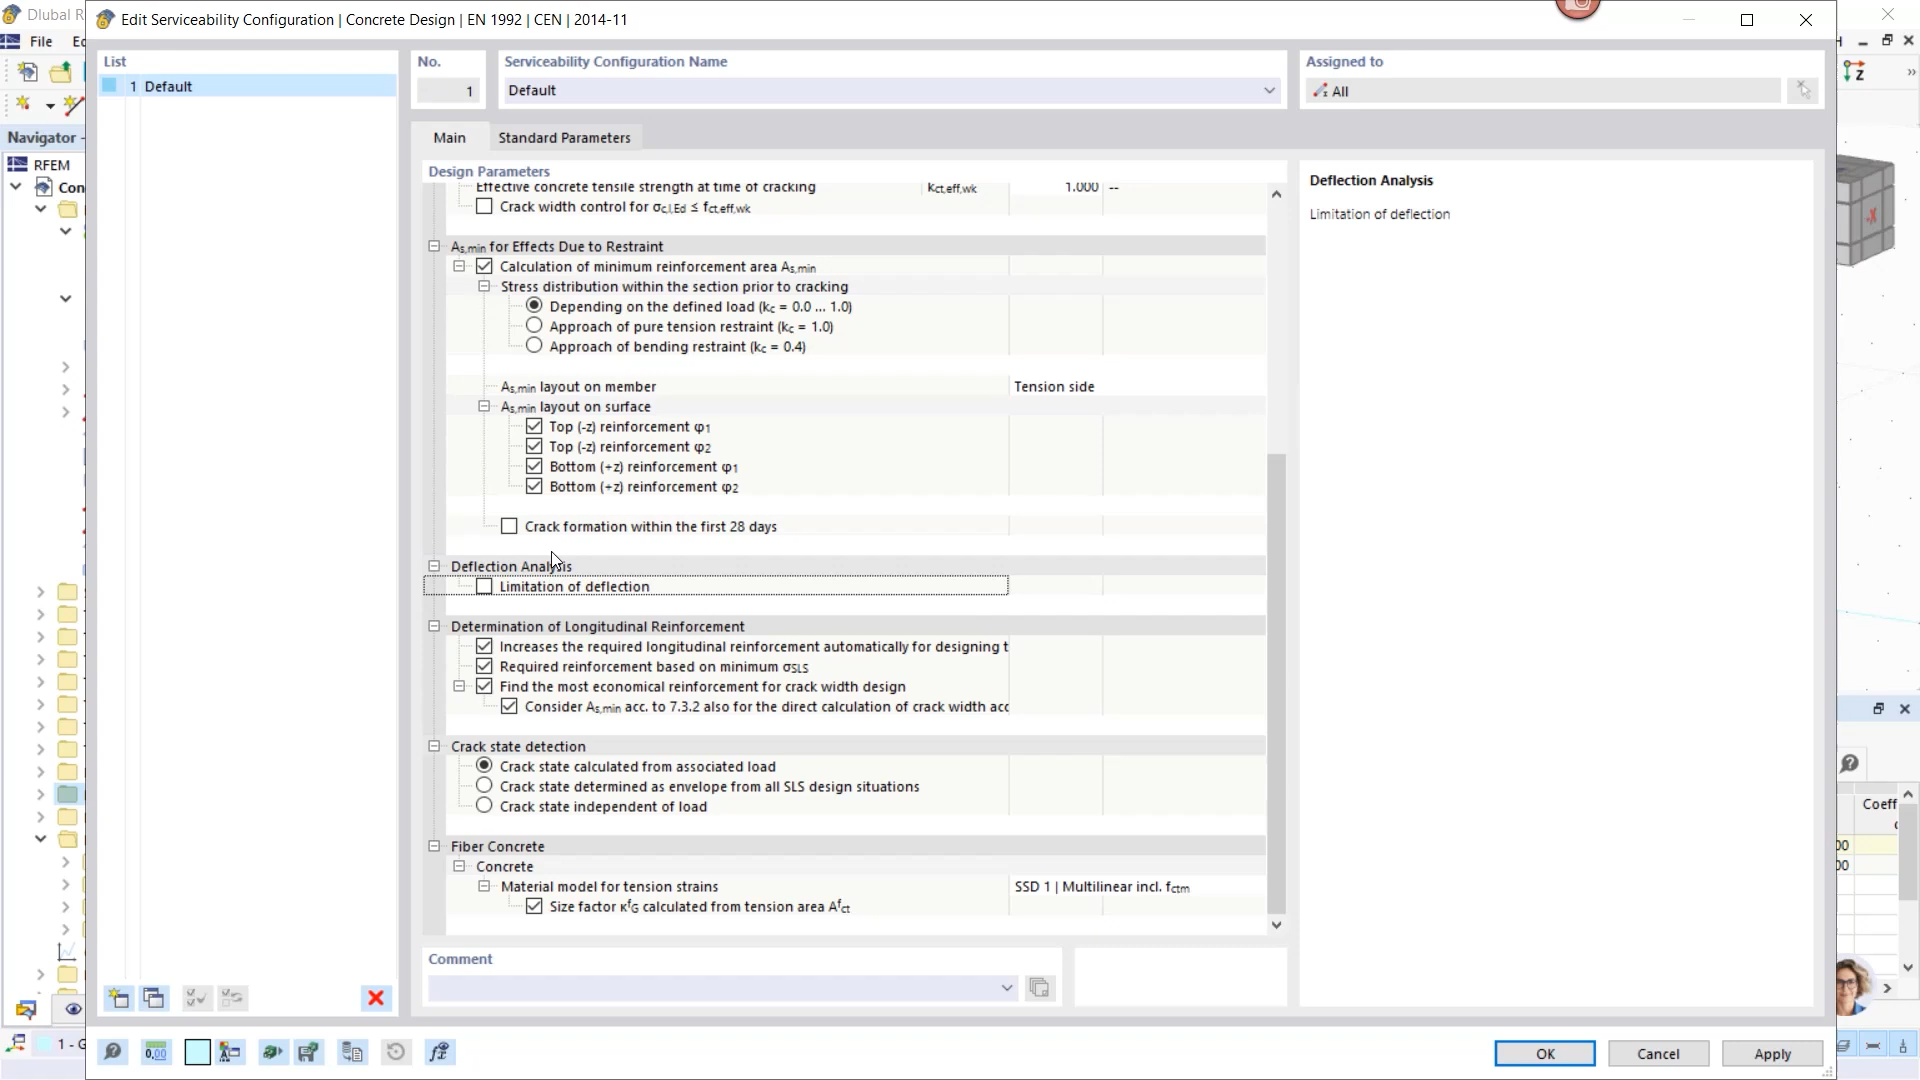 Dlubal R
Edit Serviceability Configuration | Concrete Design | EN 1992 | CEN | 2014-11
File
Navigator -
RFEM
List
No.
Serviceability Configuration Name
Assigned to
1 Default
1
Default
All
Main
Standard Parameters
Design Parameters
Effective concrete tensile strength at time of cracking kct,eff,wk 1.000 --
Crack width control for σc,I,Ed ≤ fct,eff,wk
As,min for Effects Due to Restraint
Calculation of minimum reinforcement area As,min
Stress distribution within the section prior to cracking
Depending on the defined load (kc = 0.0 ... 1.0)
Approach of pure tension restraint (kc = 1.0)
Approach of bending restraint (kc = 0.4)
As,min layout on member Tension side
As,min layout on surface
Top (-z) reinforcement φ1
Top (-z) reinforcement φ2
Bottom (+z) reinforcement φ1
Bottom (+z) reinforcement φ2
Crack formation within the first 28 days
Deflection Analysis
Limitation of deflection
Determination of Longitudinal Reinforcement
Increases the required longitudinal reinforcement automatically for designing t
Required reinforcement based on minimum σSLS
Find the most economical reinforcement for crack width design
Consider As,min acc. to 7.3.2 also for the direct calculation of crack width acc
Crack state detection
Crack state calculated from associated load
Crack state determined as envelope from all SLS design situations
Crack state independent of load
Fiber Concrete
Concrete
Material model for tension strains SSD 1 | Multilinear incl. fctm
Size factor κfG calculated from tension area Afct
Deflection Analysis
Limitation of deflection
Comment
OK
Cancel
Apply
Coeff
00
00
0,00